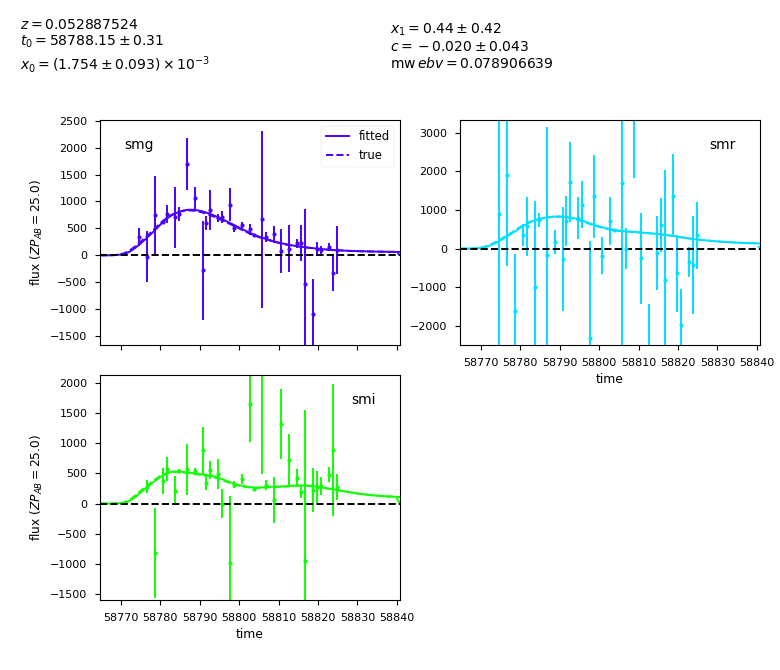 z = 0.052887524
t₀ = 58788.15 ± 0.31
x₀ = (1.754 ± 0.093) × 10⁻³
x₁ = 0.44 ± 0.42
c = −0.020 ± 0.043
mw ebv = 0.078906639
smg
fitted
true
flux (ZP_AB = 25.0)
2500
2000
1500
1000
500
0
−500
−1000
−1500
smr
3000
2000
1000
0
−1000
−2000
58770 58780 58790 58800 58810 58820 58830 58840
time
smi
flux (ZP_AB = 25.0)
2000
1500
1000
500
0
−500
−1000
−1500
58770 58780 58790 58800 58810 58820 58830 58840
time